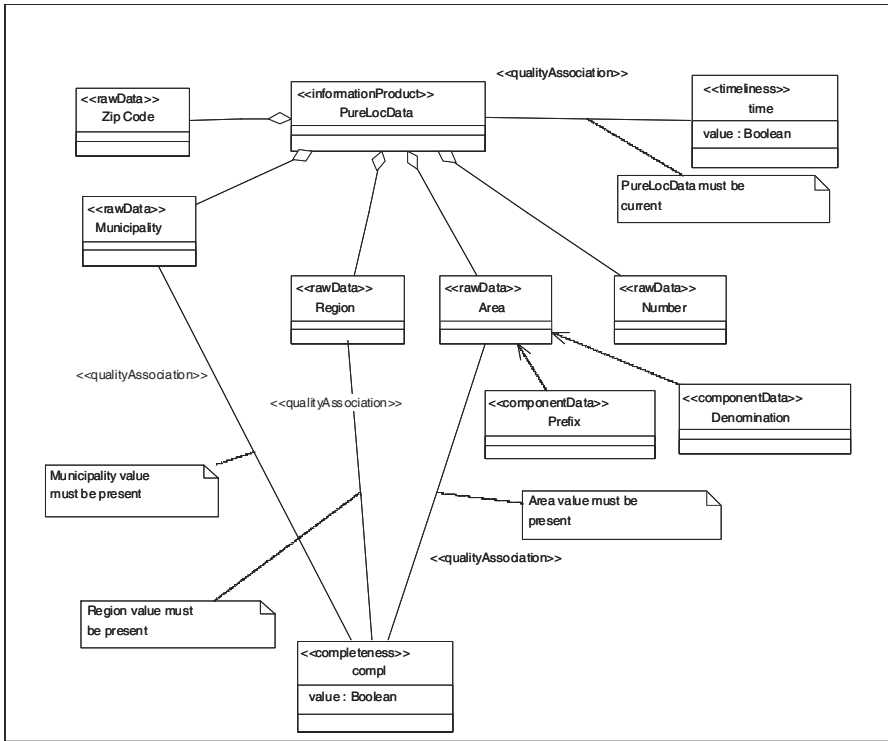 <<qualityAssociation>>
<<rawData>>
Zip Code
<<informationProduct>>
PureLocData
<<timeliness>>
time
value : Boolean
PureLocData must be
current
<<rawData>>
Municipality
<<rawData>>
Region
<<rawData>>
Area
<<rawData>>
Number
<<qualityAssociation>>
<<qualityAssociation>>
<<componentData>>
Prefix
<<componentData>>
Denomination
Municipality value
must be present
Area value must be
present
<<qualityAssociation>>
Region value must
be present
<<completeness>>
compl
value : Boolean